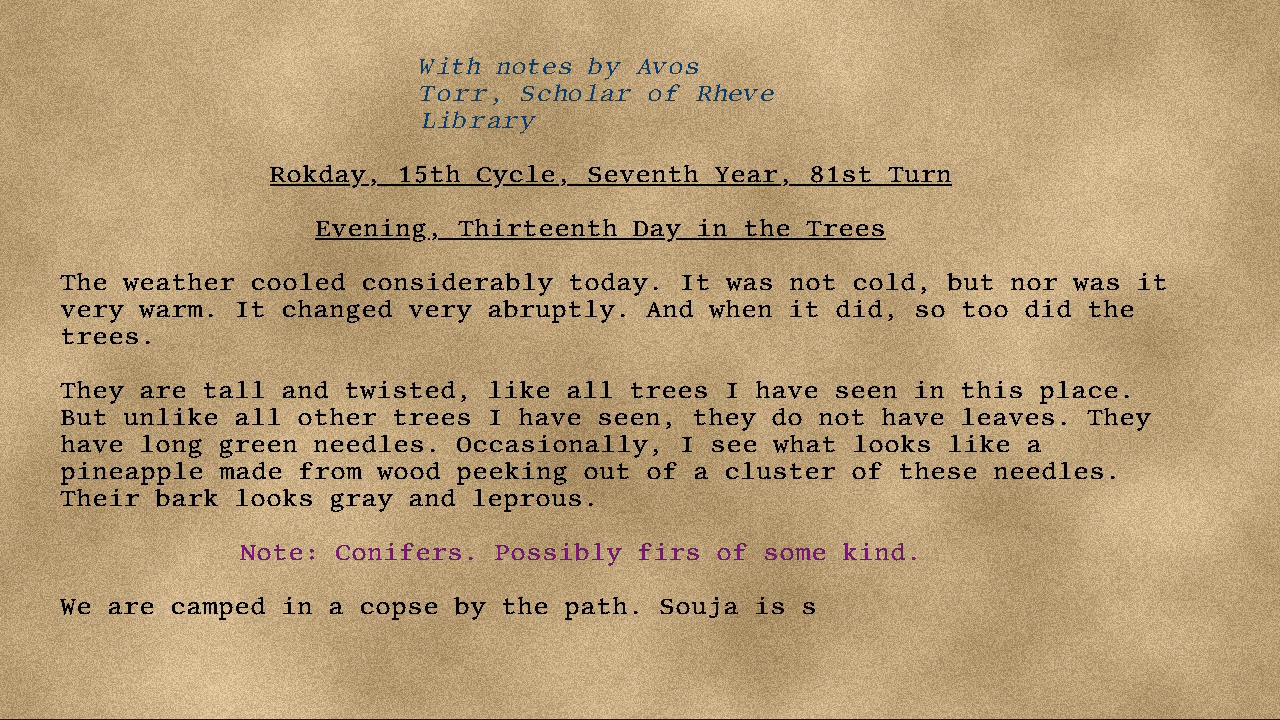 With notes by Avos
Torr, Scholar of Rheve
Library
Rokday, 15th Cycle, Seventh Year, 81st Turn
Evening, Thirteenth Day in the Trees
The weather cooled considerably today. It was not cold, but nor was it
very warm. It changed very abruptly. And when it did, so too did the
trees.
They are tall and twisted, like all trees I have seen in this place.
But unlike all other trees I have seen, they do not have leaves. They
have long green needles. Occasionally, I see what looks like a
pineapple made from wood peeking out of a cluster of these needles.
Their bark looks gray and leprous.
Note: Conifers. Possibly firs of some kind.
We are camped in a copse by the path. Souja is s